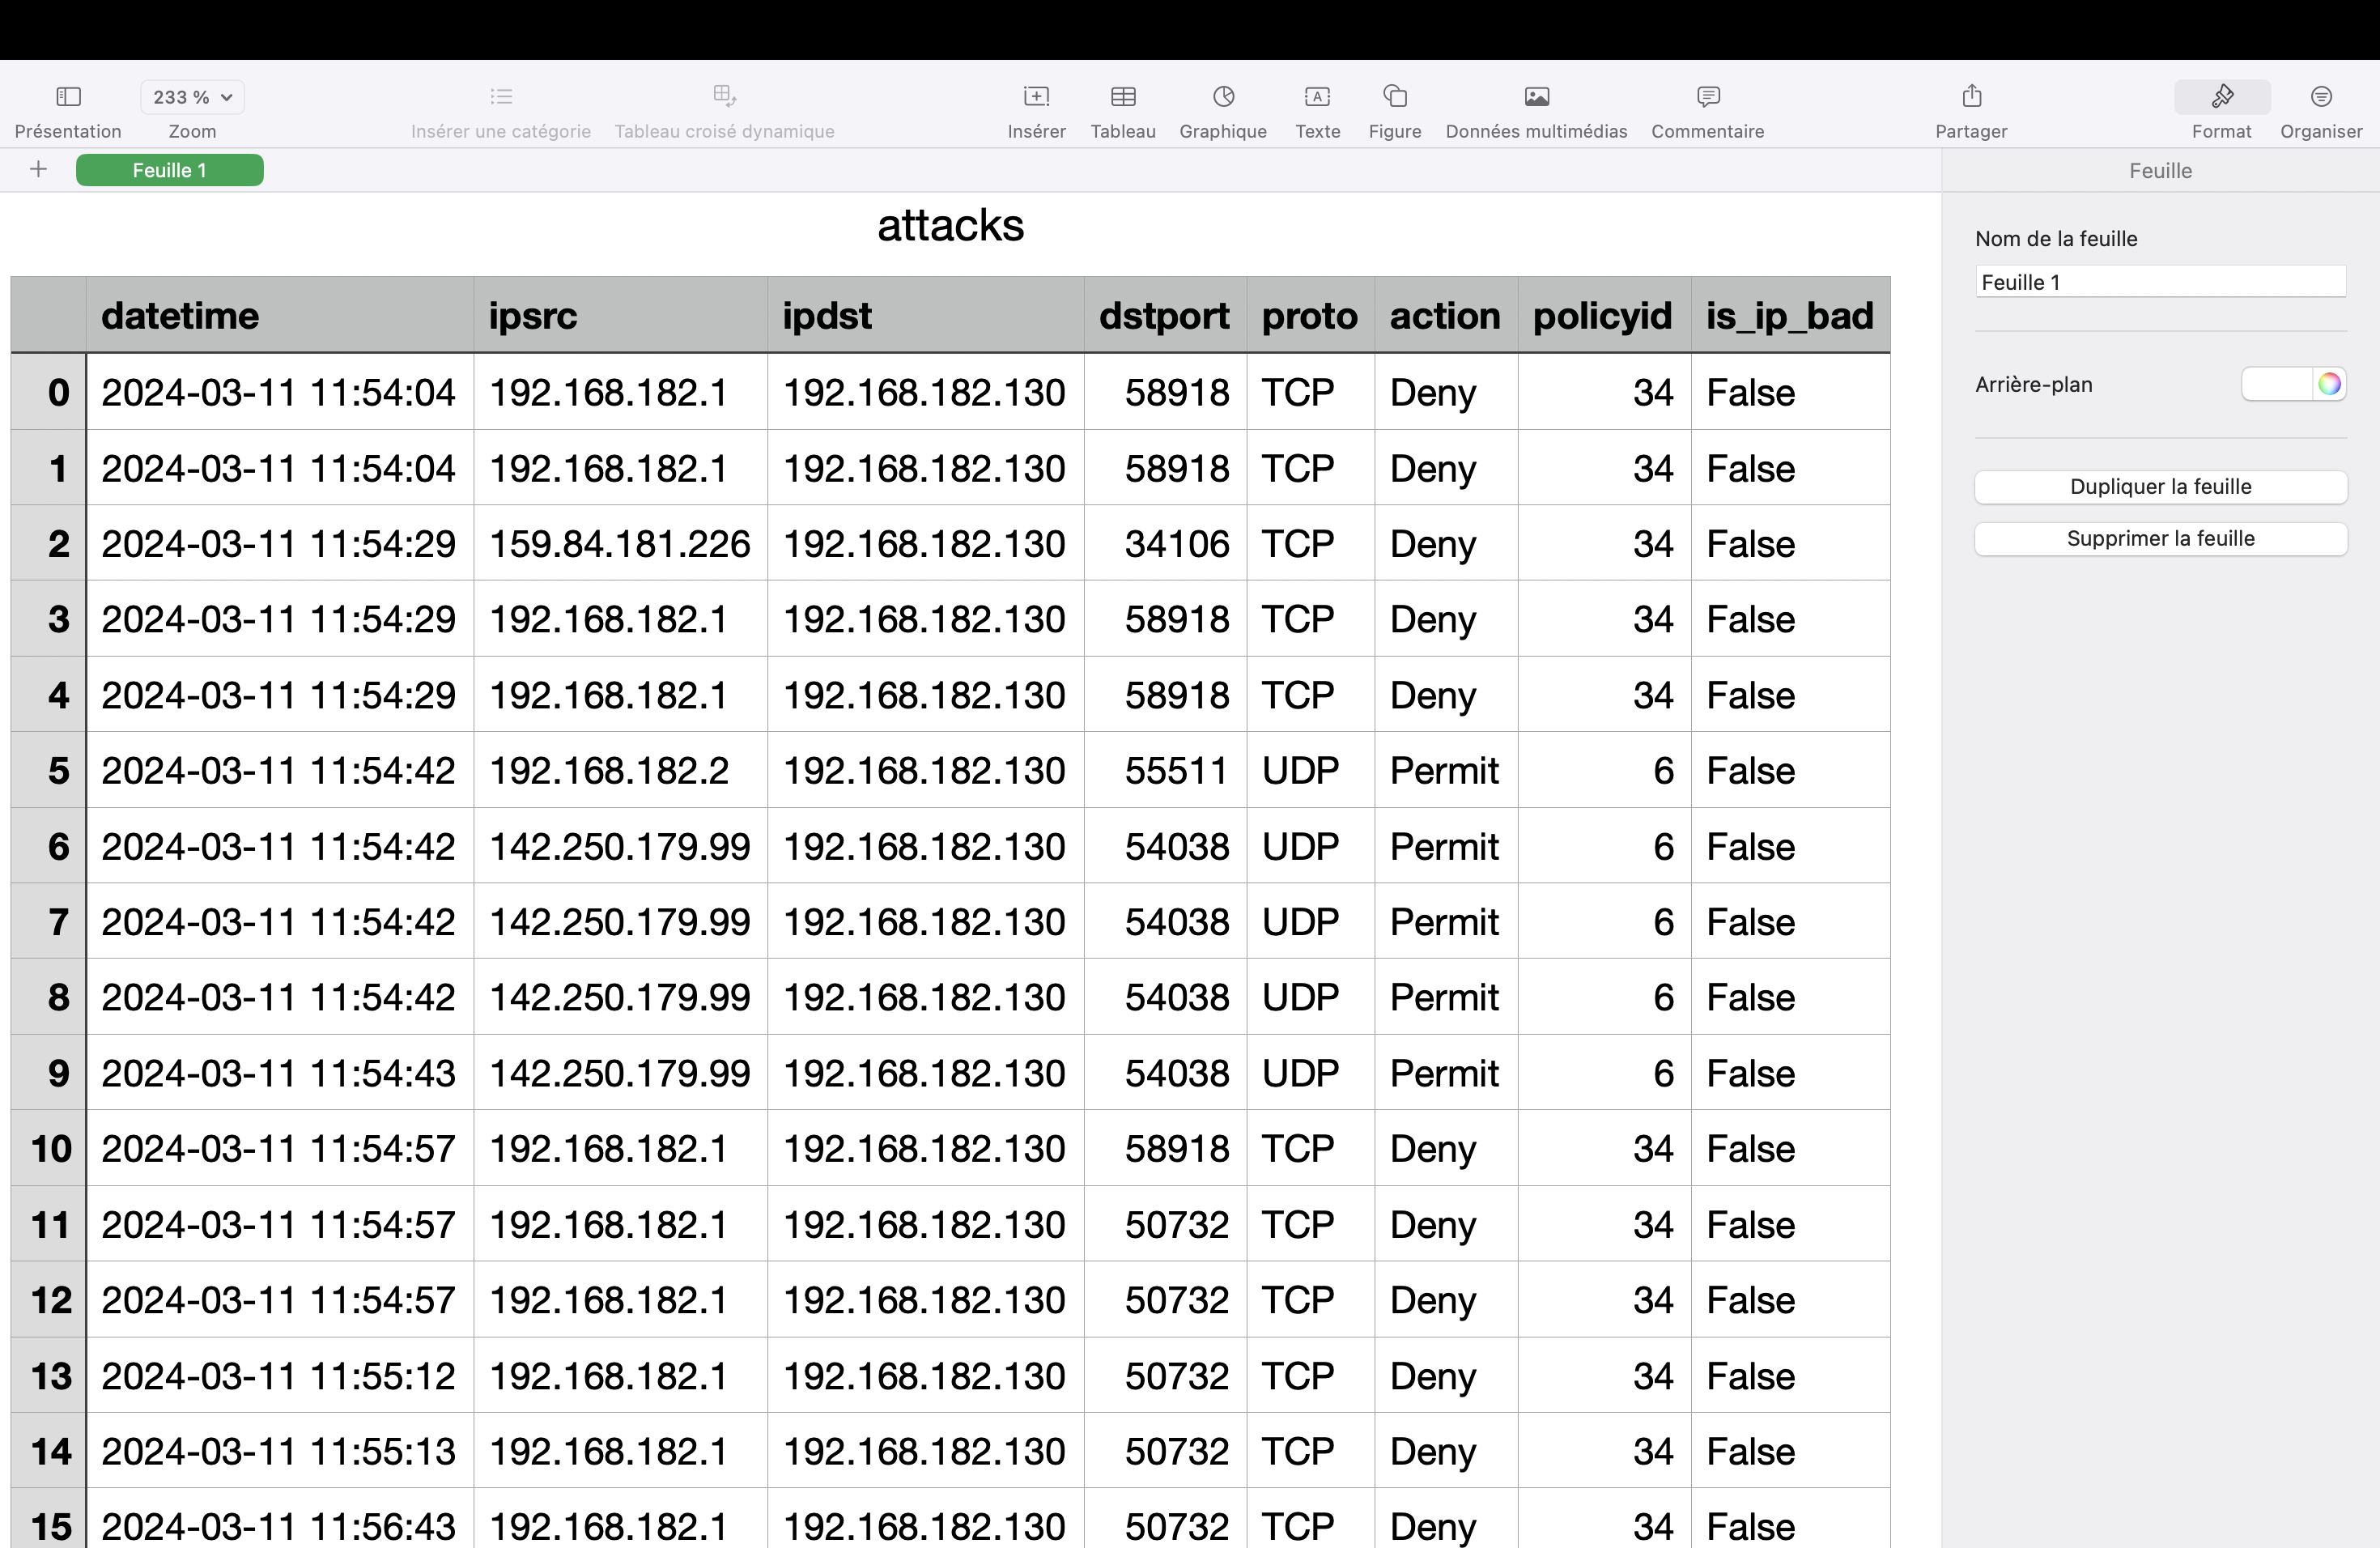 233 %
Présentation Zoom Insérer une catégorie Tableau croisé dynamique Insérer Tableau Graphique Texte Figure Données multimédias Commentaire Partager Format Organiser
Feuille 1 Feuille
attacks
Nom de la feuille
Feuille 1
Arrière-plan
Dupliquer la feuille
Supprimer la feuille
datetime ipsrc ipdst dstport proto action policyid is_ip_bad
0 2024-03-11 11:54:04 192.168.182.1 192.168.182.130 58918 TCP Deny 34 False
1 2024-03-11 11:54:04 192.168.182.1 192.168.182.130 58918 TCP Deny 34 False
2 2024-03-11 11:54:29 159.84.181.226 192.168.182.130 34106 TCP Deny 34 False
3 2024-03-11 11:54:29 192.168.182.1 192.168.182.130 58918 TCP Deny 34 False
4 2024-03-11 11:54:29 192.168.182.1 192.168.182.130 58918 TCP Deny 34 False
5 2024-03-11 11:54:42 192.168.182.2 192.168.182.130 55511 UDP Permit 6 False
6 2024-03-11 11:54:42 142.250.179.99 192.168.182.130 54038 UDP Permit 6 False
7 2024-03-11 11:54:42 142.250.179.99 192.168.182.130 54038 UDP Permit 6 False
8 2024-03-11 11:54:42 142.250.179.99 192.168.182.130 54038 UDP Permit 6 False
9 2024-03-11 11:54:43 142.250.179.99 192.168.182.130 54038 UDP Permit 6 False
10 2024-03-11 11:54:57 192.168.182.1 192.168.182.130 58918 TCP Deny 34 False
11 2024-03-11 11:54:57 192.168.182.1 192.168.182.130 50732 TCP Deny 34 False
12 2024-03-11 11:54:57 192.168.182.1 192.168.182.130 50732 TCP Deny 34 False
13 2024-03-11 11:55:12 192.168.182.1 192.168.182.130 50732 TCP Deny 34 False
14 2024-03-11 11:55:13 192.168.182.1 192.168.182.130 50732 TCP Deny 34 False
15 2024-03-11 11:56:43 192.168.182.1 192.168.182.130 50732 TCP Deny 34 False